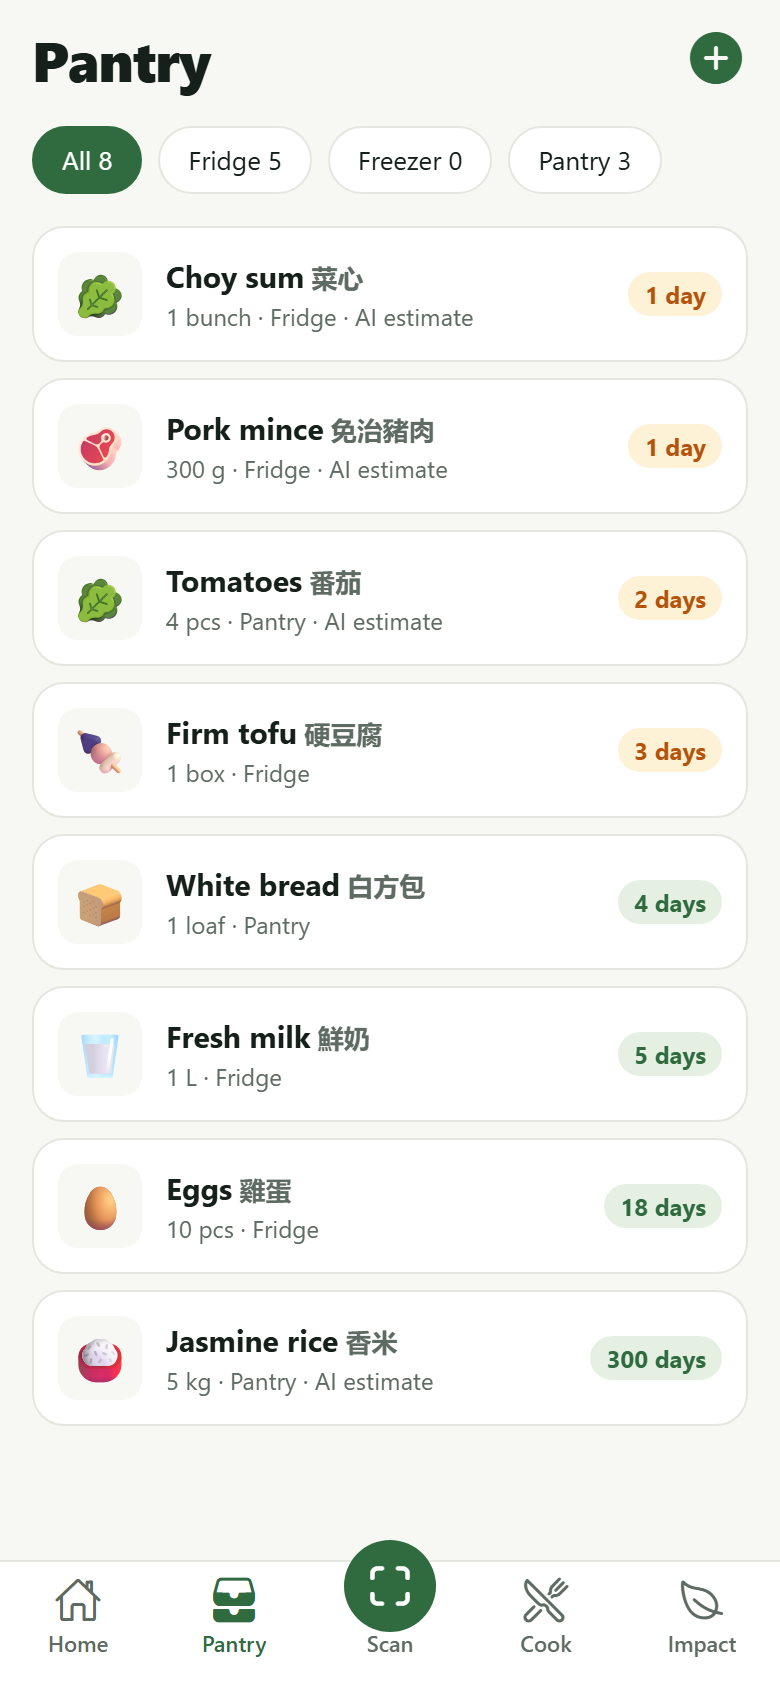 Pantry
All 8
Fridge 5
Freezer 0
Pantry 3
Choy sum 菜心
1 bunch · Fridge · AI estimate
1 day
Pork mince 免治豬肉
300 g · Fridge · AI estimate
1 day
Tomatoes 番茄
4 pcs · Pantry · AI estimate
2 days
Firm tofu 硬豆腐
1 box · Fridge
3 days
White bread 白方包
1 loaf · Pantry
4 days
Fresh milk 鮮奶
1 L · Fridge
5 days
Eggs 雞蛋
10 pcs · Fridge
18 days
Jasmine rice 香米
5 kg · Pantry · AI estimate
300 days
Home
Pantry
Scan
Cook
Impact